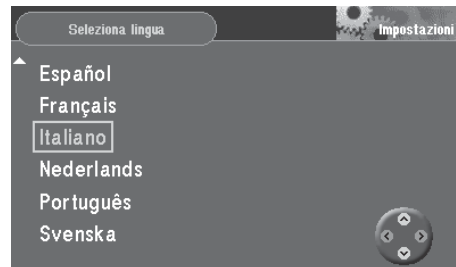 Seleziona lingua
Impostazioni
Español
Français
Italiano
Nederlands
Português
Svenska